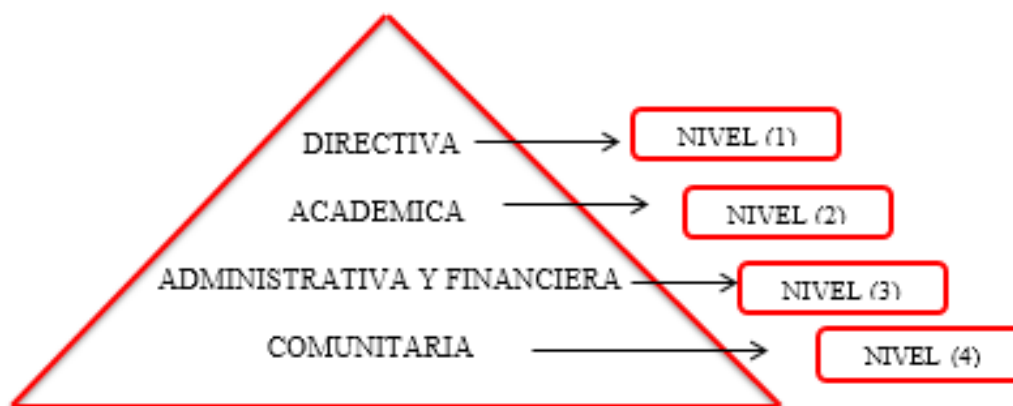 DIRECTIVA
NIVEL (1)
ACADEMICA
NIVEL (2)
ADMINISTRATIVA Y FINANCIERA
NIVEL (3)
COMUNITARIA
NIVEL (4)